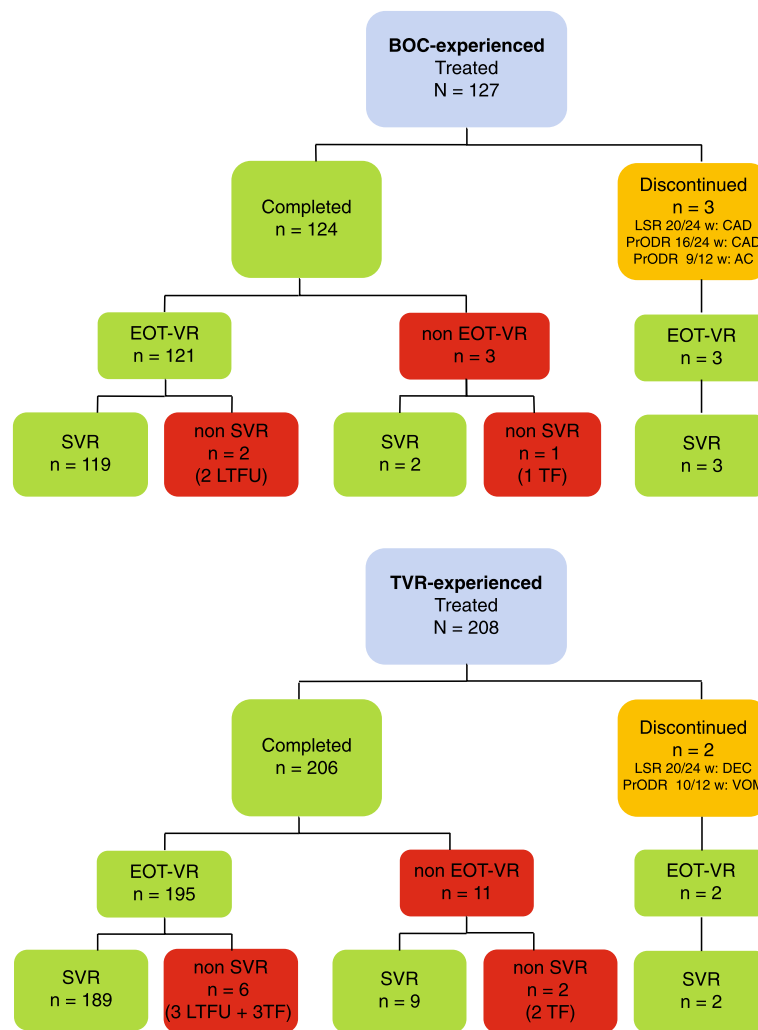 BOC-experienced
Treated
N = 127
Completed
n = 124
Discontinued
n = 3
LSR 20/24 w: CAD
PrODR 16/24 w: CAD
PrODR 9/12 w: AC
EOT-VR
n = 121
non EOT-VR
n = 3
EOT-VR
n = 3
SVR
n = 119
non SVR
n = 2
(2 LTFU)
SVR
n = 2
non SVR
n = 1
(1 TF)
SVR
n = 3
TVR-experienced
Treated
N = 208
Completed
n = 206
Discontinued
n = 2
LSR 20/24 w: DEC
PrODR 10/12 w: VOM
EOT-VR
n = 195
non EOT-VR
n = 11
EOT-VR
n = 2
SVR
n = 189
non SVR
n = 6
(3 LTFU + 3TF)
SVR
n = 9
non SVR
n = 2
(2 TF)
SVR
n = 2